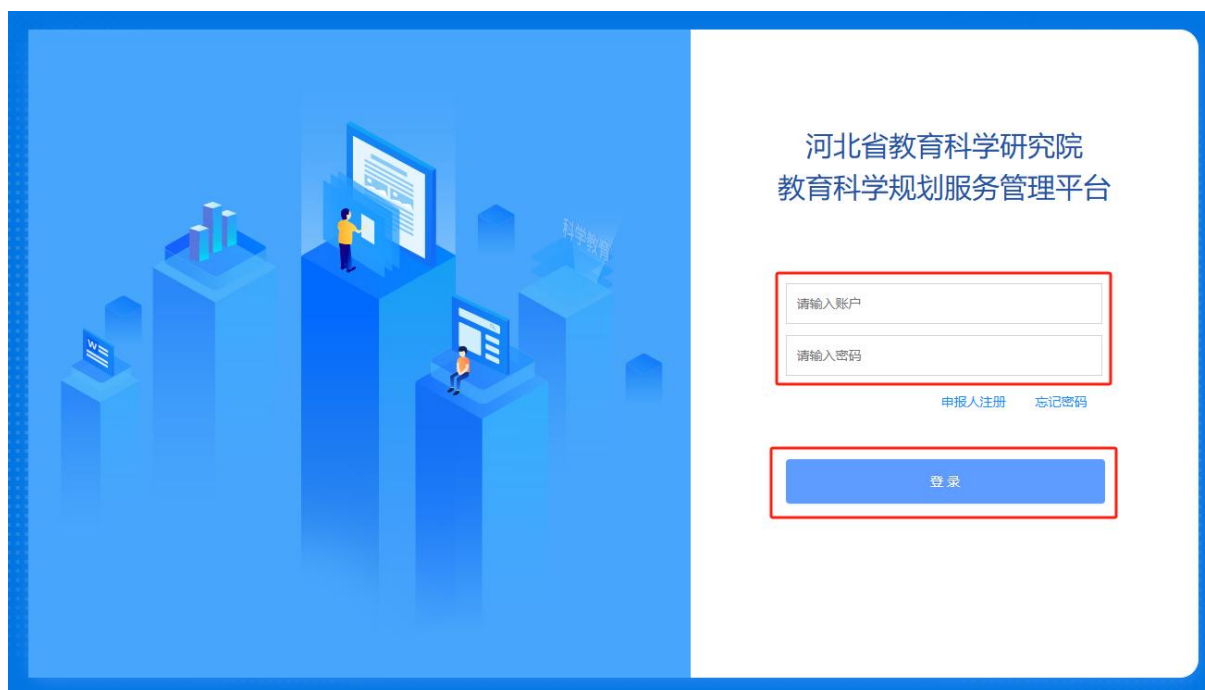 河北省教育科学研究院
教育科学规划服务管理平台
科学教育
W
请输入账户
请输入密码
申报人注册 忘记密码
登录